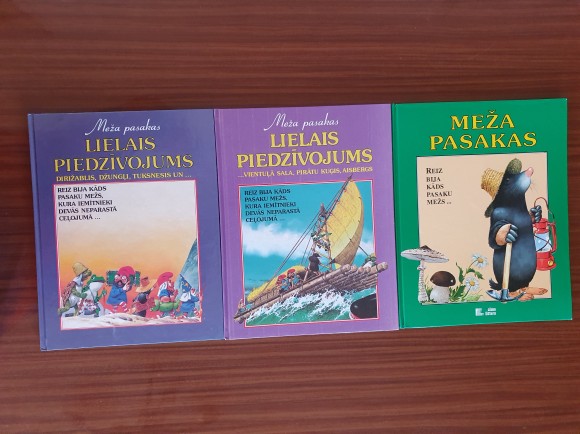 Meža pasakas
LIELAIS
PIEDZĪVOJUMS
DIRIŽABLIS, DŽUNGĻI, TUKSNESIS UN ...
REIZ BIJA KĀDS
PASAKU MEŽS,
KURA IEMĪTNIEKI
DEVĀS NEPARASTĀ
CEĻOJUMĀ ...
Meža pasakas
LIELAIS
PIEDZĪVOJUMS
...VIENTUĻĀ SALA, PIRĀTU KUĢIS, AISBERGS
REIZ BIJA KĀDS
PASAKU MEŽS,
KURA IEMĪTNIEKI
DEVĀS NEPARASTĀ
CEĻOJUMĀ ...
MEŽA
PASAKAS
REIZ
BIJA
KĀDS
PASAKU
MEŽS ...